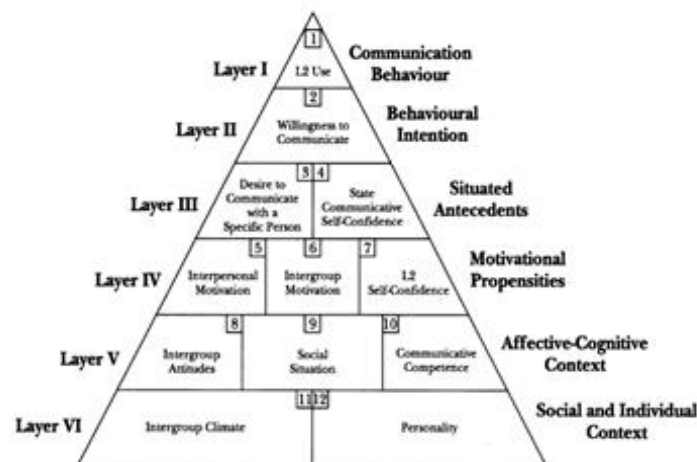 1
Layer I
L2 Use
Communication
Behaviour
2
Layer II
Willingness to
Communicate
Behavioural
Intention
3 4
Layer III
Desire to
Communicate
with a
Specific Person
State
Communicative
Self-Confidence
Situated
Antecedents
5 6 7
Layer IV
Interpersonal
Motivation
Intergroup
Motivation
L2
Self-Confidence
Motivational
Propensities
8 9 10
Layer V
Intergroup
Attitudes
Social
Situation
Communicative
Competence
Affective-Cognitive
Context
11 12
Layer VI
Intergroup Climate
Personality
Social and Individual
Context